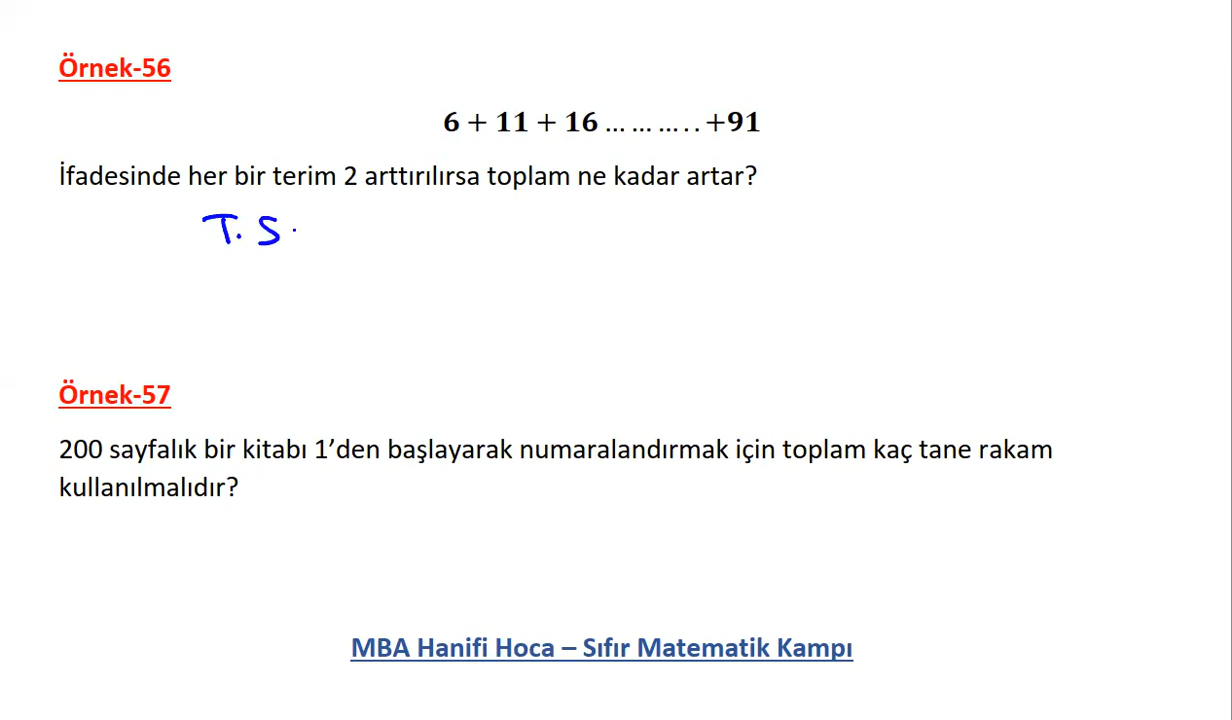 Örnek-56
6 + 11 + 16 ... ... ... . . +91
İfadesinde her bir terim 2 arttırılırsa toplam ne kadar artar?
T. S .
Örnek-57
200 sayfalık bir kitabı 1’den başlayarak numaralandırmak için toplam kaç tane rakam
kullanılmalıdır?
MBA Hanifi Hoca – Sıfır Matematik Kampı